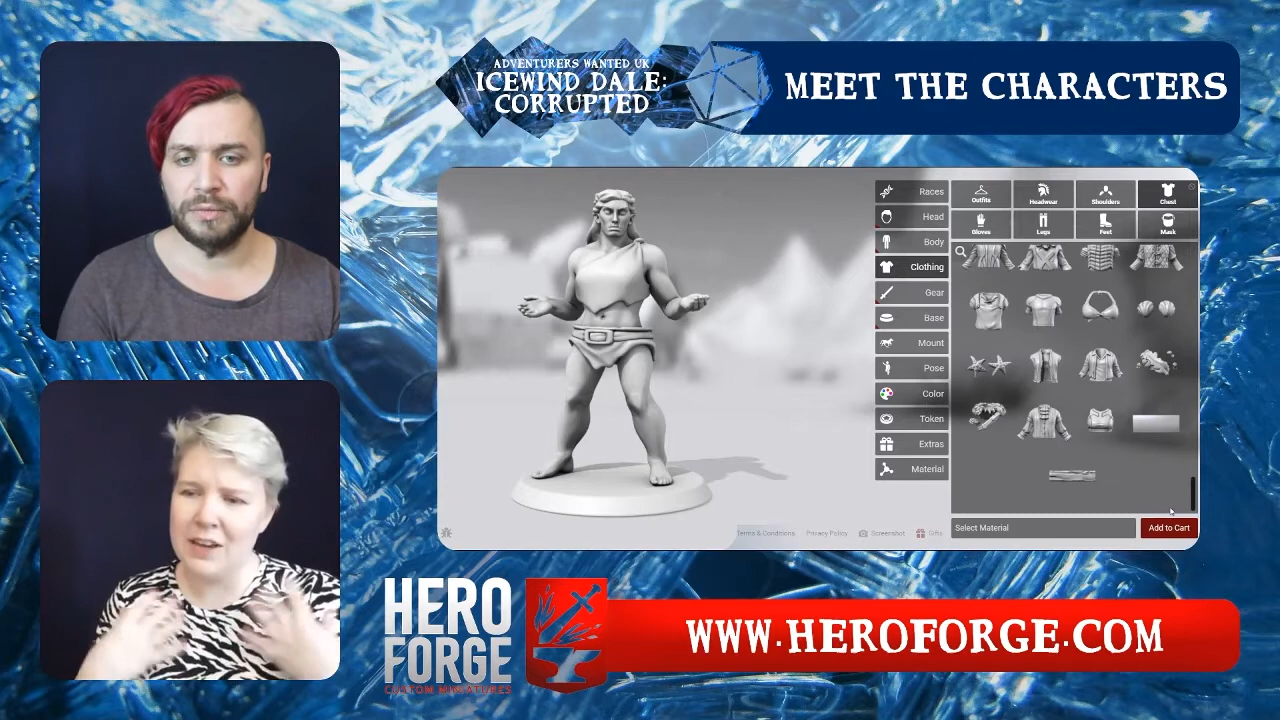 ADVENTURERS WANTED UK
ICEWIND DALE:
CORRUPTED
MEET THE CHARACTERS
Races
Head
Body
Clothing
Gear
Base
Mount
Pose
Color
Token
Extras
Material
Outfits
Headwear
Shoulders
Chest
Gloves
Legs
Feet
Mask
Select Material
Add to Cart
Terms & Conditions
Privacy Policy
Screenshot
Gifts
HERO
FORGE
CUSTOM MINIATURES
WWW.HEROFORGE.COM